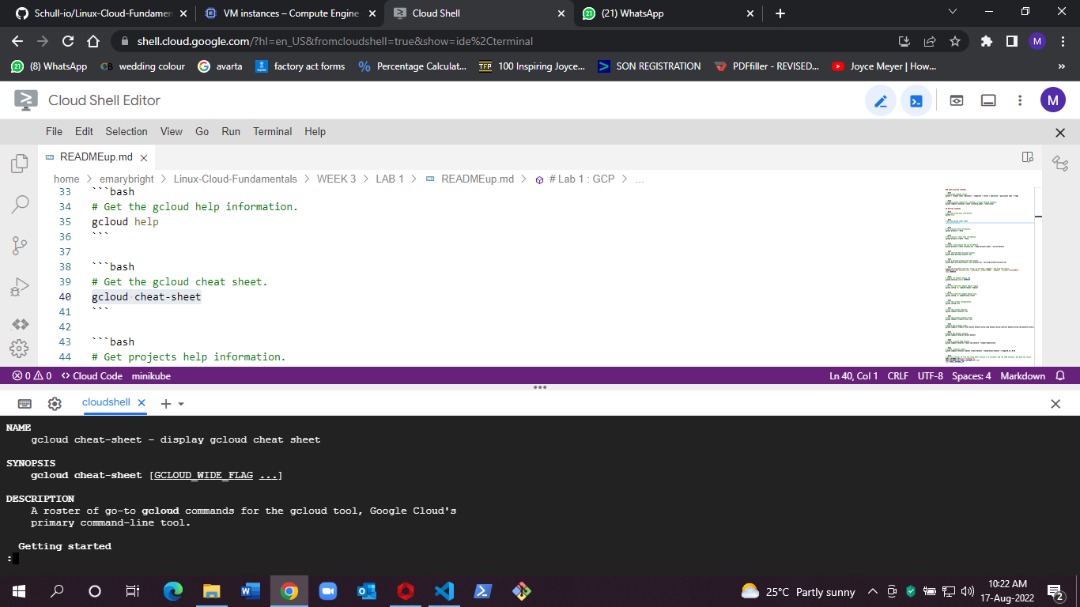 Schull-io/Linux-Cloud-Fundamen
VM instances – Compute Engine
Cloud Shell
(21) WhatsApp
shell.cloud.google.com/?hl=en_US&fromcloudshell=true&show=ide%2Cterminal
M
(8) WhatsApp
wedding colour
avarta
factory act forms
Percentage Calculat...
100 Inspiring Joyce...
SON REGISTRATION
PDFfiller - REVISED...
Joyce Meyer | How...
»
Cloud Shell Editor
M
File Edit Selection View Go Run Terminal Help
READMEup.md
home > emarybright > Linux-Cloud-Fundamentals > WEEK 3 > LAB 1 > READMEup.md > # Lab 1 : GCP > ...
33 ```bash
34 # Get the gcloud help information.
35 gcloud help
36 ```
37
38 ```bash
39 # Get the gcloud cheat sheet.
40 gcloud cheat-sheet
41 ```
42
43 ```bash
44 # Get projects help information.
0 0 Cloud Code minikube
Ln 40, Col 1 CRLF UTF-8 Spaces: 4 Markdown
cloudshell
NAME
gcloud cheat-sheet - display gcloud cheat sheet
SYNOPSIS
gcloud cheat-sheet [GCLOUD_WIDE_FLAG ...]
DESCRIPTION
A roster of go-to gcloud commands for the gcloud tool, Google Cloud's
primary command-line tool.
Getting started
:
25°C Partly sunny
10:22 AM
17-Aug-2022
2